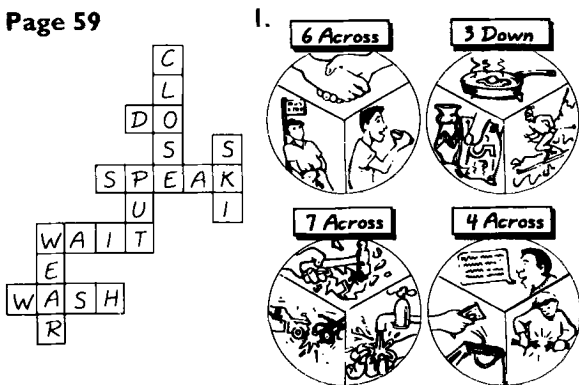 Page 59
C
L
D O
S S
S P E A K
U I
W A I T
E
W A S H
R
1.
6 Across
3 Down
7 Across
4 Across